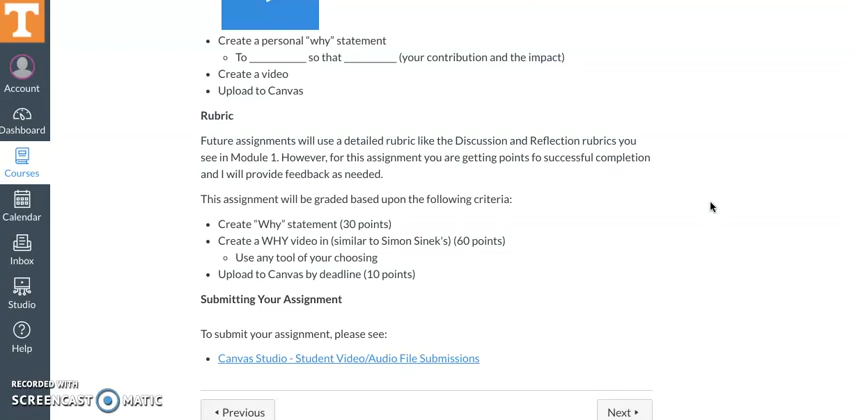 T
Account
Dashboard
Courses
Calendar
Inbox
Studio
Help
Create a personal “why” statement
To __________ so that _________ (your contribution and the impact)
Create a video
Upload to Canvas
Rubric
Future assignments will use a detailed rubric like the Discussion and Reflection rubrics you
see in Module 1. However, for this assignment you are getting points fo successful completion
and I will provide feedback as needed.
This assignment will be graded based upon the following criteria:
Create “Why” statement (30 points)
Create a WHY video in (similar to Simon Sinek’s) (60 points)
Use any tool of your choosing
Upload to Canvas by deadline (10 points)
Submitting Your Assignment
To submit your assignment, please see:
Canvas Studio - Student Video/Audio File Submissions
Previous
Next
RECORDED WITH
SCREENCAST MATIC